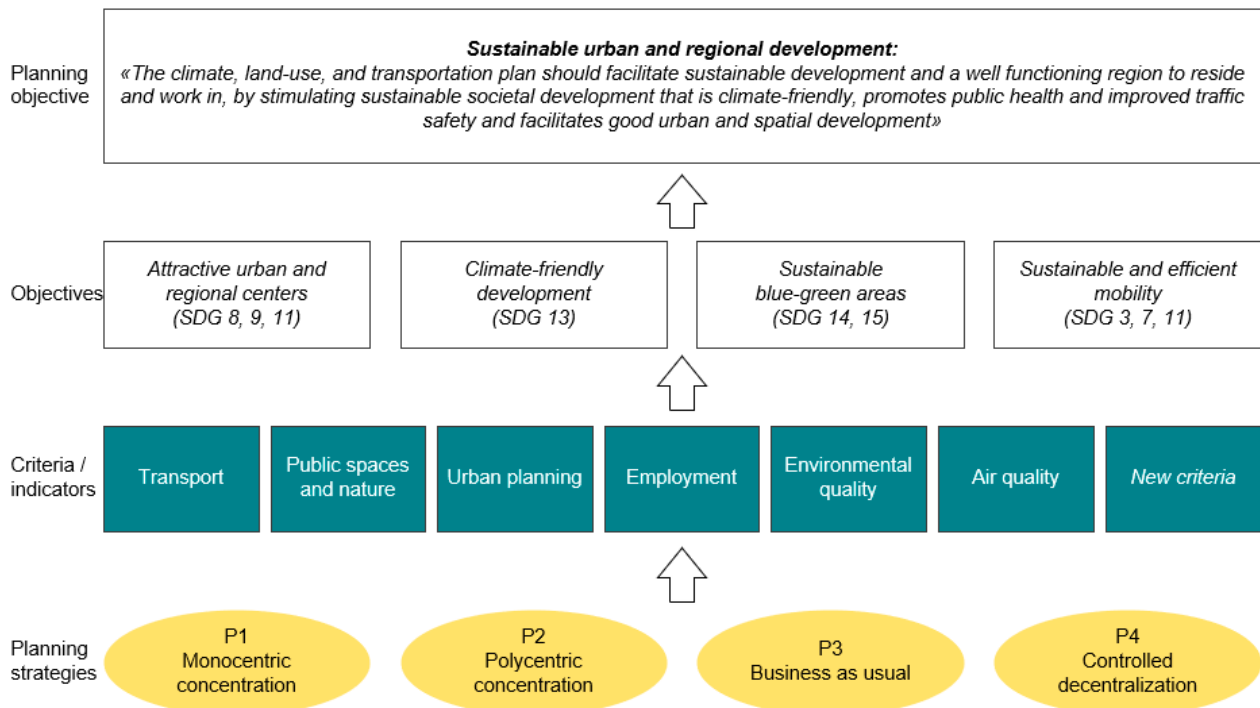 Planning
objective
Sustainable urban and regional development:
«The climate, land-use, and transportation plan should facilitate sustainable development and a well functioning region to reside
and work in, by stimulating sustainable societal development that is climate-friendly, promotes public health and improved traffic
safety and facilitates good urban and spatial development»
Objectives
Attractive urban and
regional centers
(SDG 8, 9, 11)
Climate-friendly
development
(SDG 13)
Sustainable
blue-green areas
(SDG 14, 15)
Sustainable and efficient
mobility
(SDG 3, 7, 11)
Criteria /
indicators
Transport
Public spaces
and nature
Urban planning
Employment
Environmental
quality
Air quality
New criteria
Planning
strategies
P1
Monocentric
concentration
P2
Polycentric
concentration
P3
Business as usual
P4
Controlled
decentralization